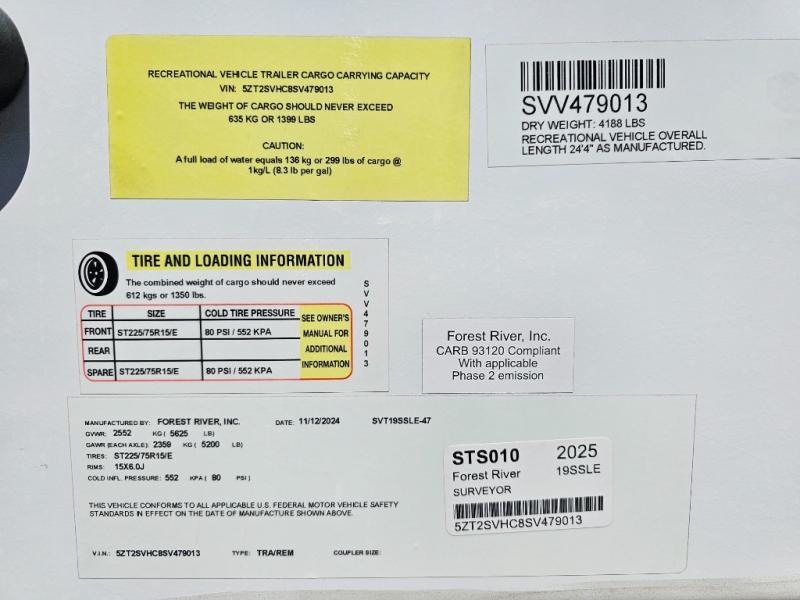 RECREATIONAL VEHICLE TRAILER CARGO CARRYING CAPACITY
VIN: 5ZT2SVHC8SV479013
THE WEIGHT OF CARGO SHOULD NEVER EXCEED
635 KG OR 1399 LBS
CAUTION:
A full load of water equals 136 kg or 299 lbs of cargo @
1kg/L (8.3 lb per gal)
SVV479013
DRY WEIGHT: 4188 LBS
RECREATIONAL VEHICLE OVERALL
LENGTH 24'4" AS MANUFACTURED.
TIRE AND LOADING INFORMATION
The combined weight of cargo should never exceed
612 kgs or 1350 lbs.
TIRE SIZE COLD TIRE PRESSURE
FRONT ST225/75R15/E 80 PSI / 552 KPA
REAR
SPARE ST225/75R15/E 80 PSI / 552 KPA
SEE OWNER'S
MANUAL FOR
ADDITIONAL
INFORMATION
SVV479013
Forest River, Inc.
CARB 93120 Compliant
With applicable
Phase 2 emission
MANUFACTURED BY: FOREST RIVER, INC. DATE: 11/12/2024 SVT19SSLE-47
GVWR: 2552 KG ( 5625 LB)
GAWR (EACH AXLE): 2359 KG ( 5200 LB)
TIRES: ST225/75R15/E
RIMS: 15X6.0J
COLD INFL. PRESSURE: 552 KPA ( 80 PSI )
THIS VEHICLE CONFORMS TO ALL APPLICABLE U.S. FEDERAL MOTOR VEHICLE SAFETY
STANDARDS IN EFFECT ON THE DATE OF MANUFACTURE SHOWN ABOVE.
V.I.N.: 5ZT2SVHC8SV479013 TYPE: TRA/REM COUPLER SIZE:
STS010 2025
Forest River 19SSLE
SURVEYOR
5ZT2SVHC8SV479013